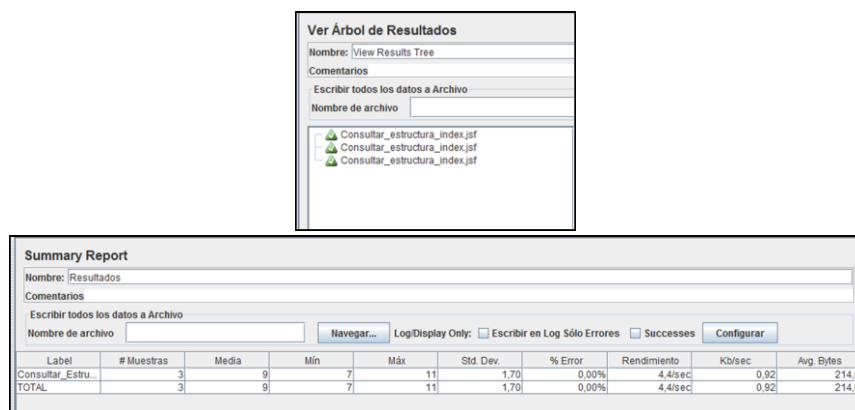 Ver Árbol de Resultados
Nombre: View Results Tree
Comentarios
Escribir todos los datos a Archivo
Nombre de archivo
Consultar_estructura_index.jsf
Consultar_estructura_index.jsf
Consultar_estructura_index.jsf
Summary Report
Nombre: Resultados
Comentarios
Escribir todos los datos a Archivo
Nombre de archivo Navegar... Log/Display Only: Escribir en Log Sólo Errores Successes Configurar
Label # Muestras Media Mín Máx Std. Dev. % Error Rendimiento Kb/sec Avg. Bytes
Consultar_Estru... 3 9 7 11 1,70 0,00% 4,4/sec 0,92 214,
TOTAL 3 9 7 11 1,70 0,00% 4,4/sec 0,92 214,